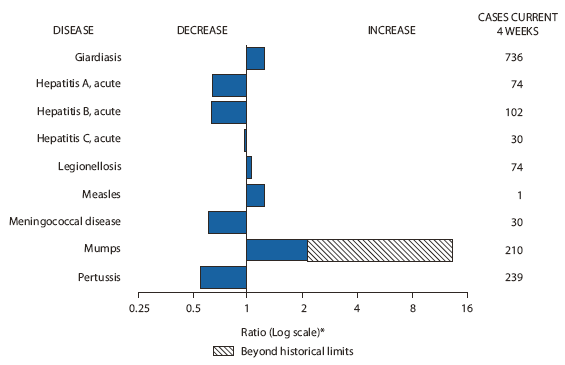 CASES CURRENT
DISEASE DECREASE INCREASE 4 WEEKS
Giardiasis 736
Hepatitis A, acute 74
Hepatitis B, acute 102
Hepatitis C, acute 30
Legionellosis 74
Measles 1
Meningococcal disease 30
Mumps 210
Pertussis 239
0.25 0.5 1 2 4 8 16
Ratio (Log scale)*
Beyond historical limits